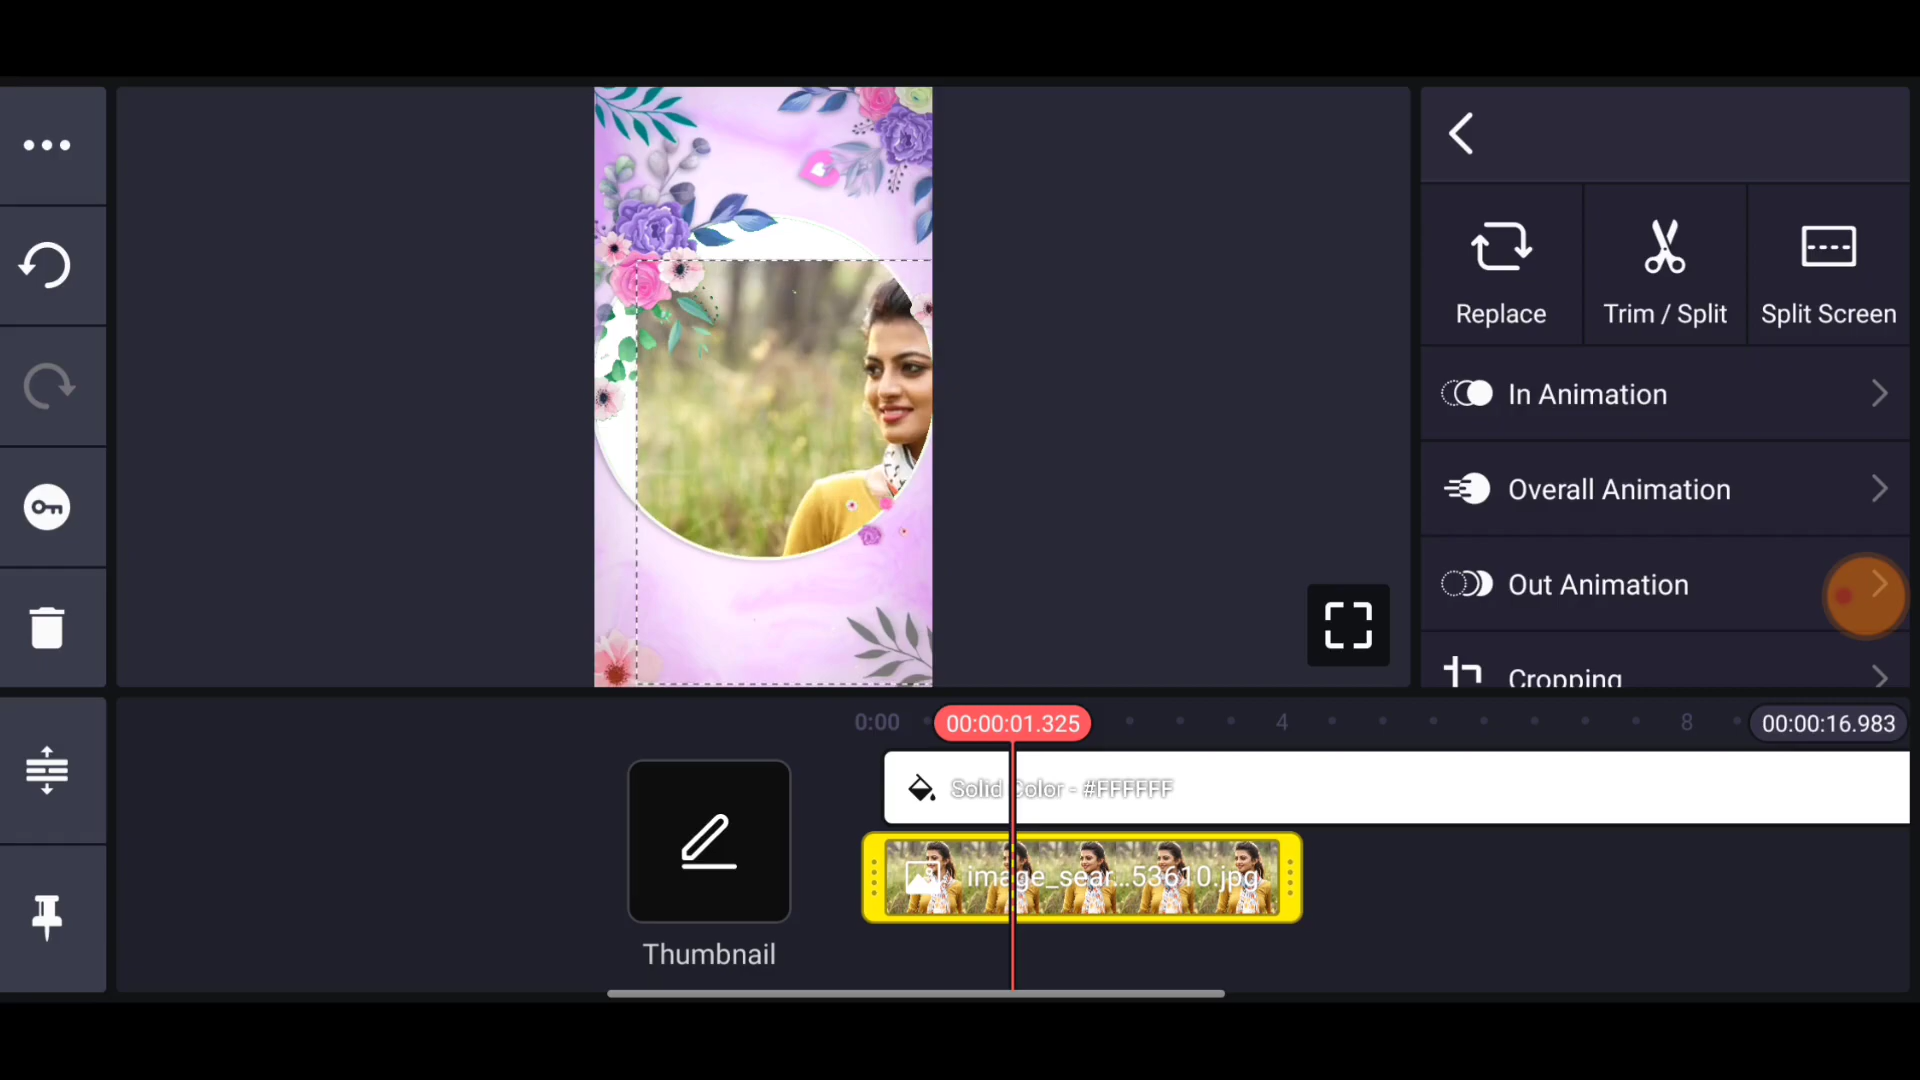 Replace
Trim / Split
Split Screen
In Animation
Overall Animation
Out Animation
Cropping
0:00
00:00:01.325
4
8
00:00:16.983
Solid Color - #FFFFFF
image_sear...53610.jpg
Thumbnail